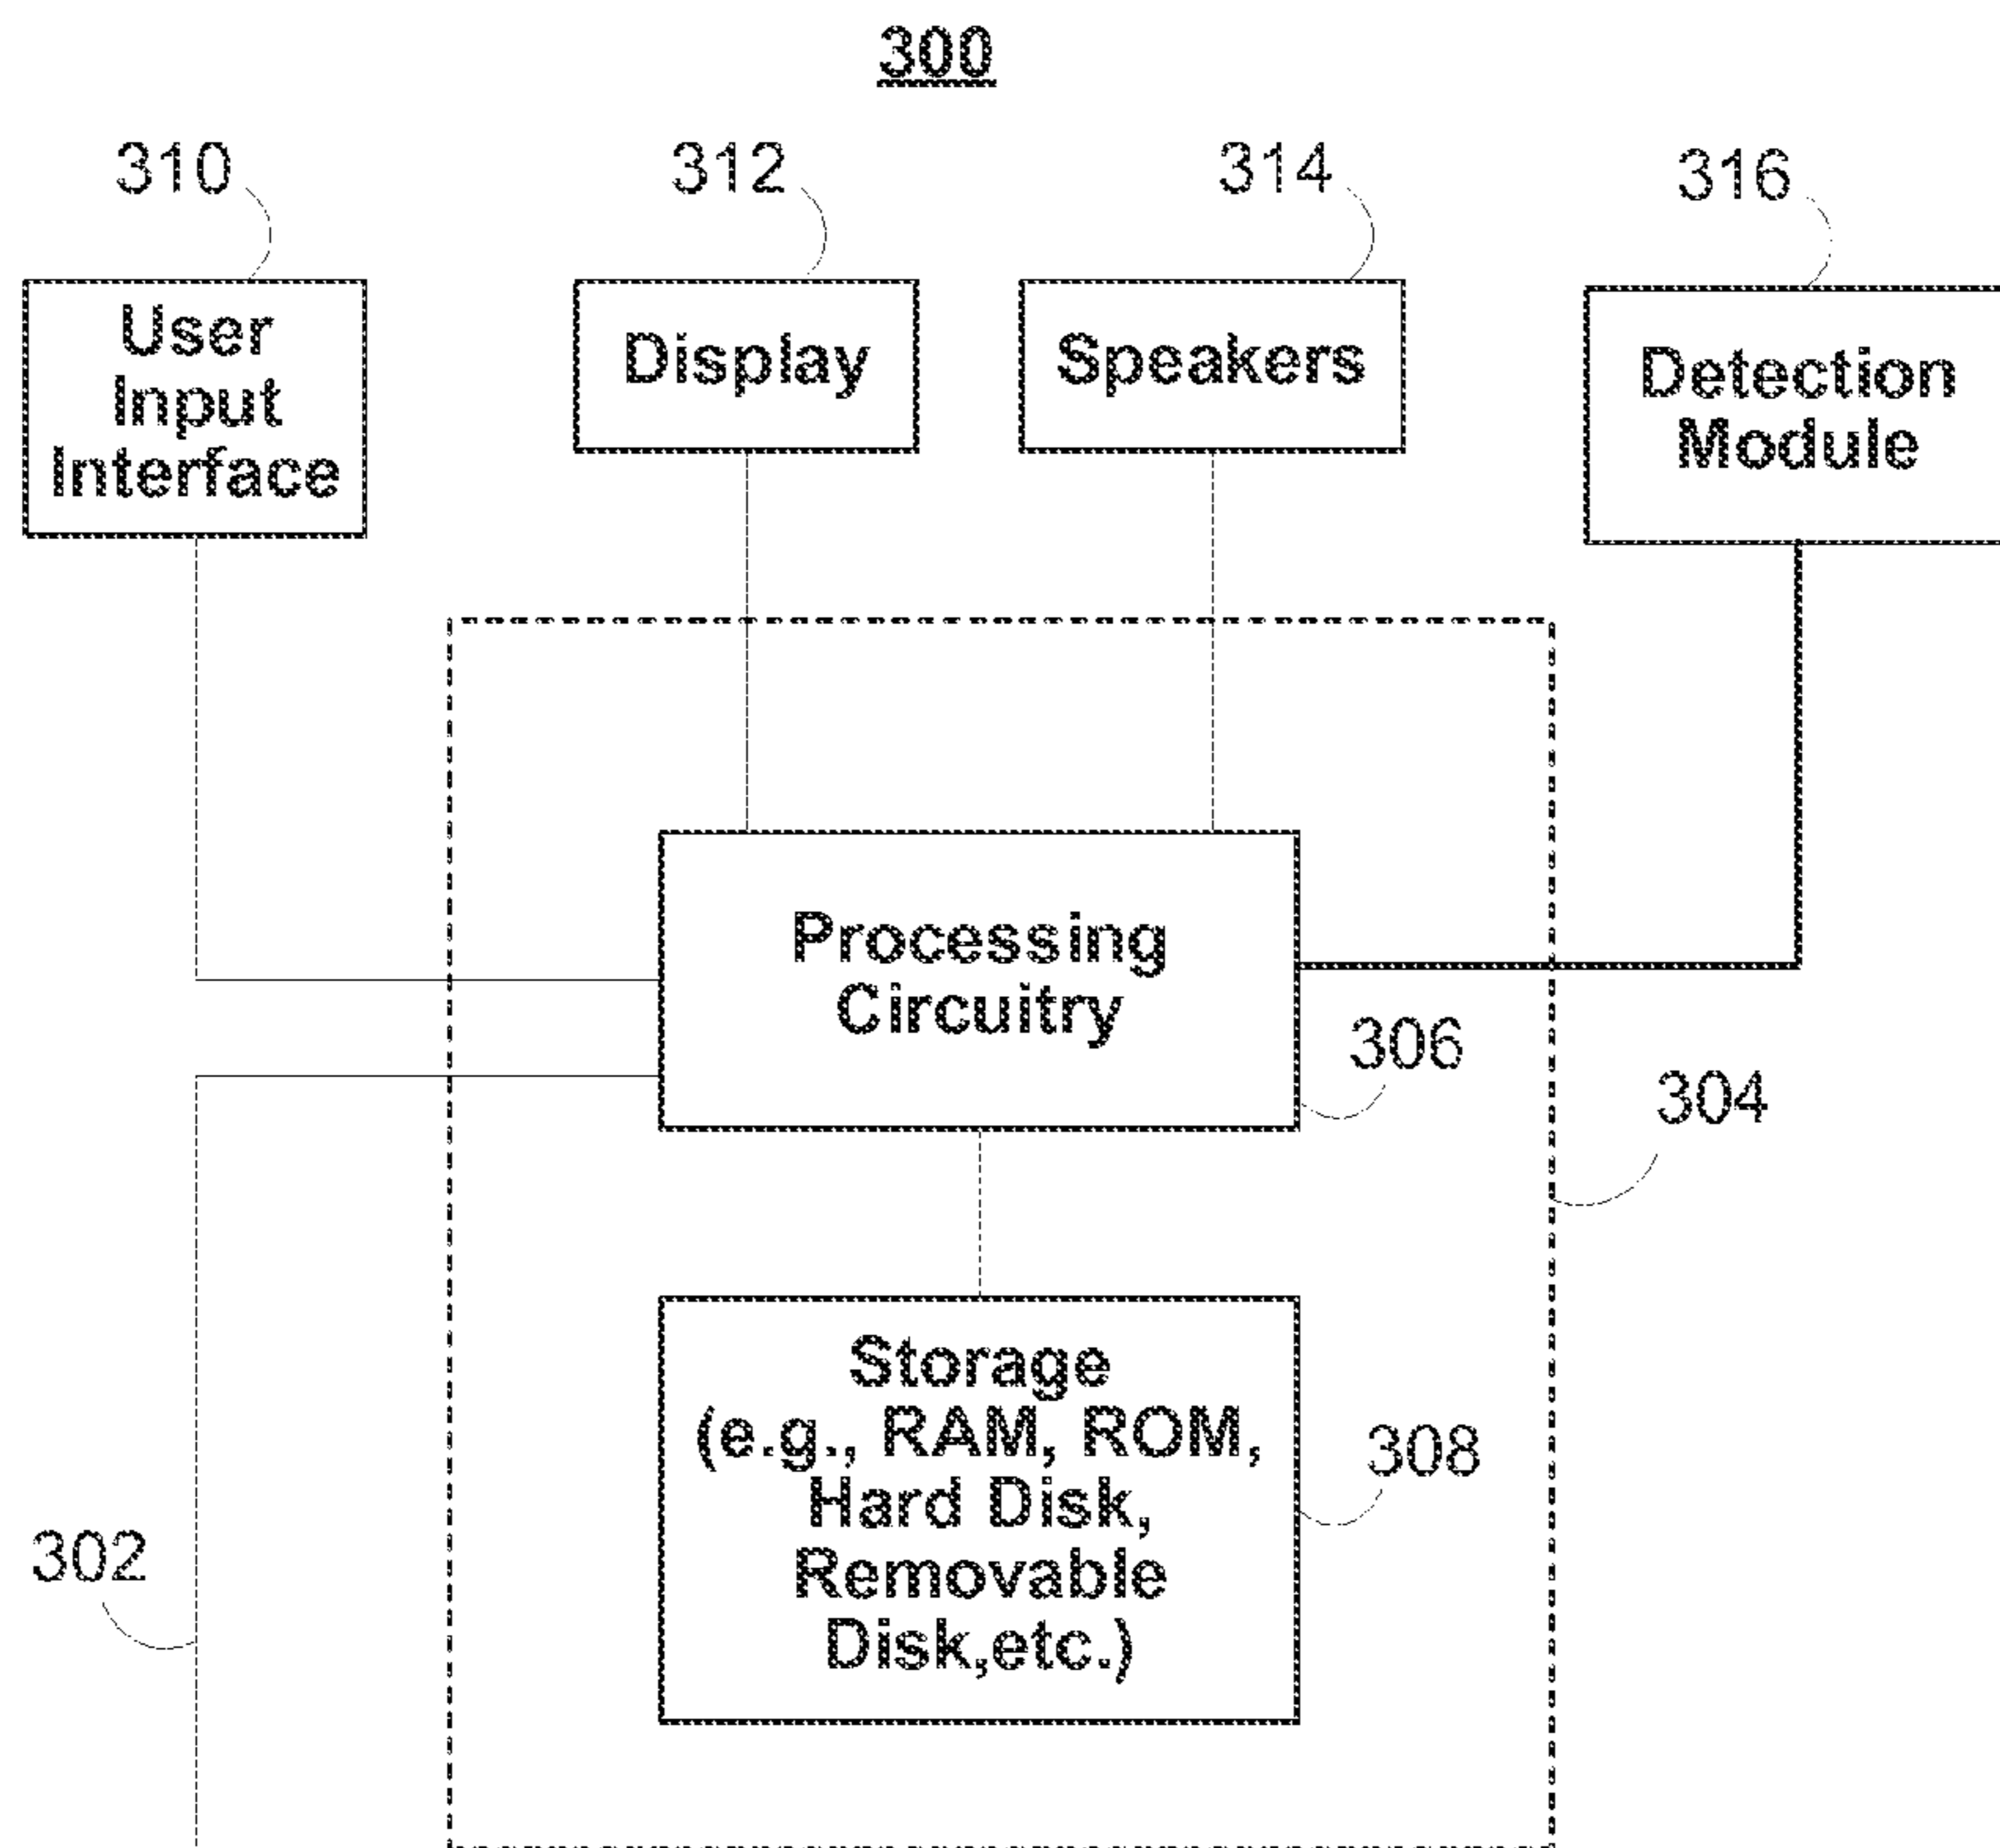 300
310
312
314
316
User
Input
Interface
Display
Speakers
Detection
Module
Processing
Circuitry
306
304
Storage
(e.g., RAM, ROM,
Hard Disk,
Removable
Disk,etc.)
308
302